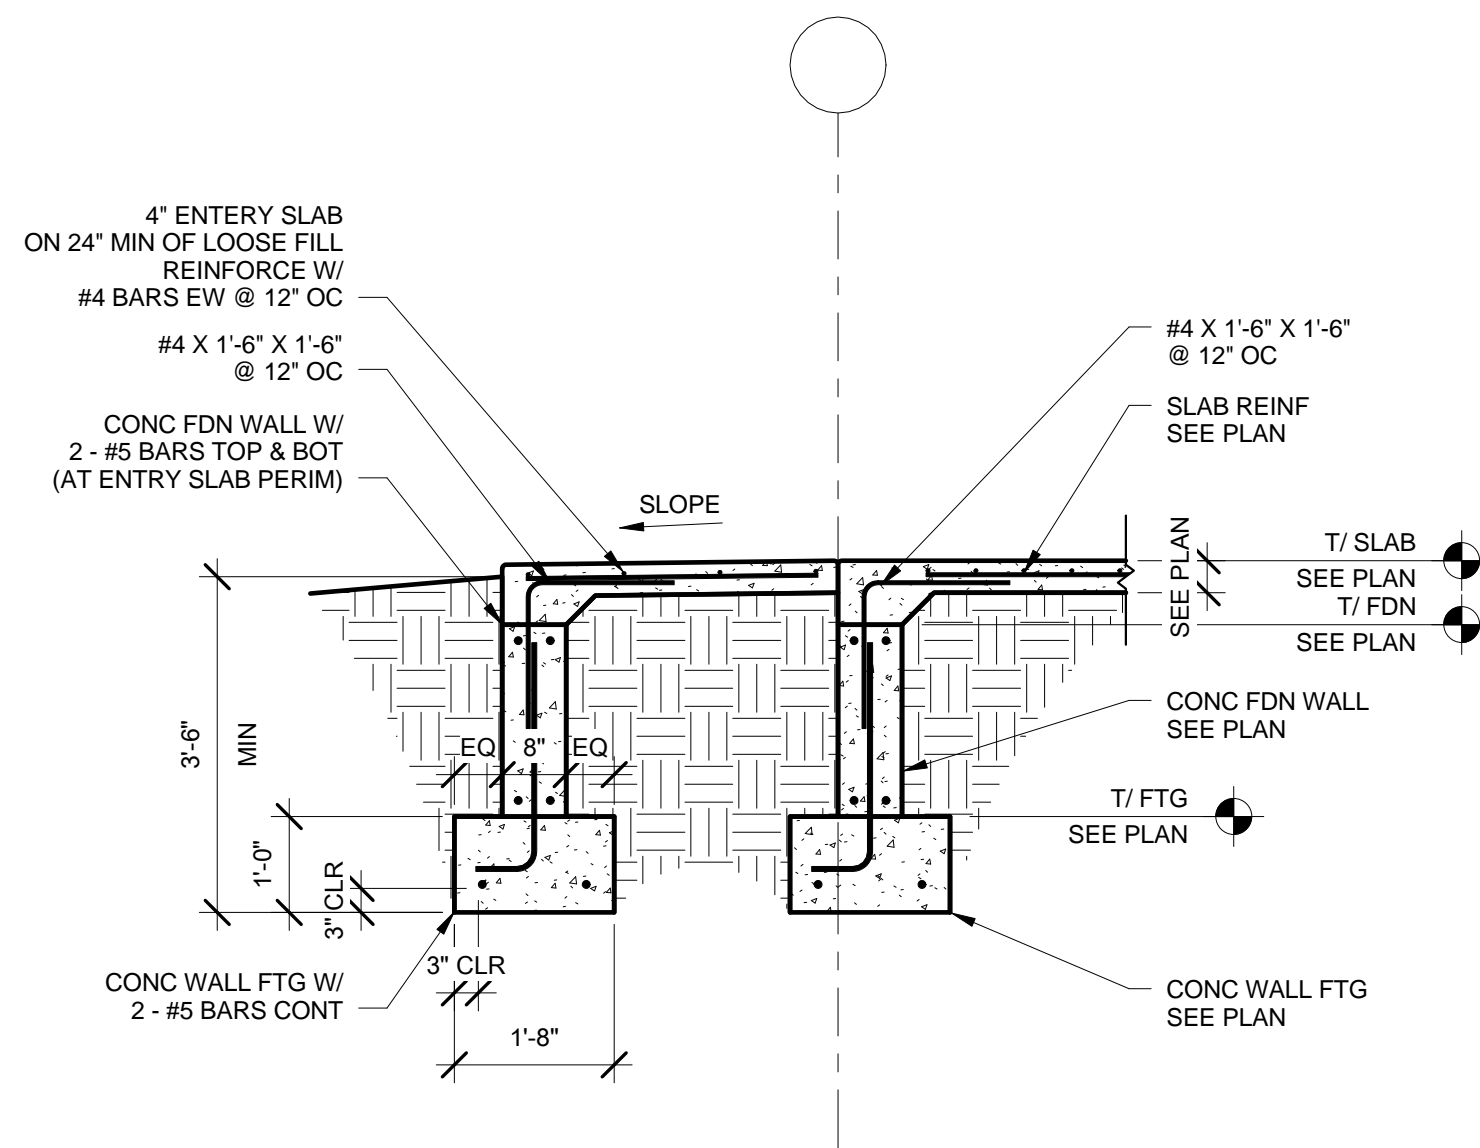 4" ENTERY SLAB
ON 24" MIN OF LOOSE FILL
REINFORCE W/
#4 BARS EW @ 12" OC
#4 X 1'-6" X 1'-6"
@ 12" OC
CONC FDN WALL W/
2 - #5 BARS TOP & BOT
(AT ENTRY SLAB PERIM)
SLOPE
#4 X 1'-6" X 1'-6"
@ 12" OC
SLAB REINF
SEE PLAN
SEE PLAN
T/ SLAB
SEE PLAN
T/ FDN
SEE PLAN
CONC FDN WALL
SEE PLAN
T/ FTG
SEE PLAN
3'-6"
MIN
EQ
8"
EQ
1'-0"
3" CLR
3" CLR
1'-8"
CONC WALL FTG W/
2 - #5 BARS CONT
CONC WALL FTG
SEE PLAN